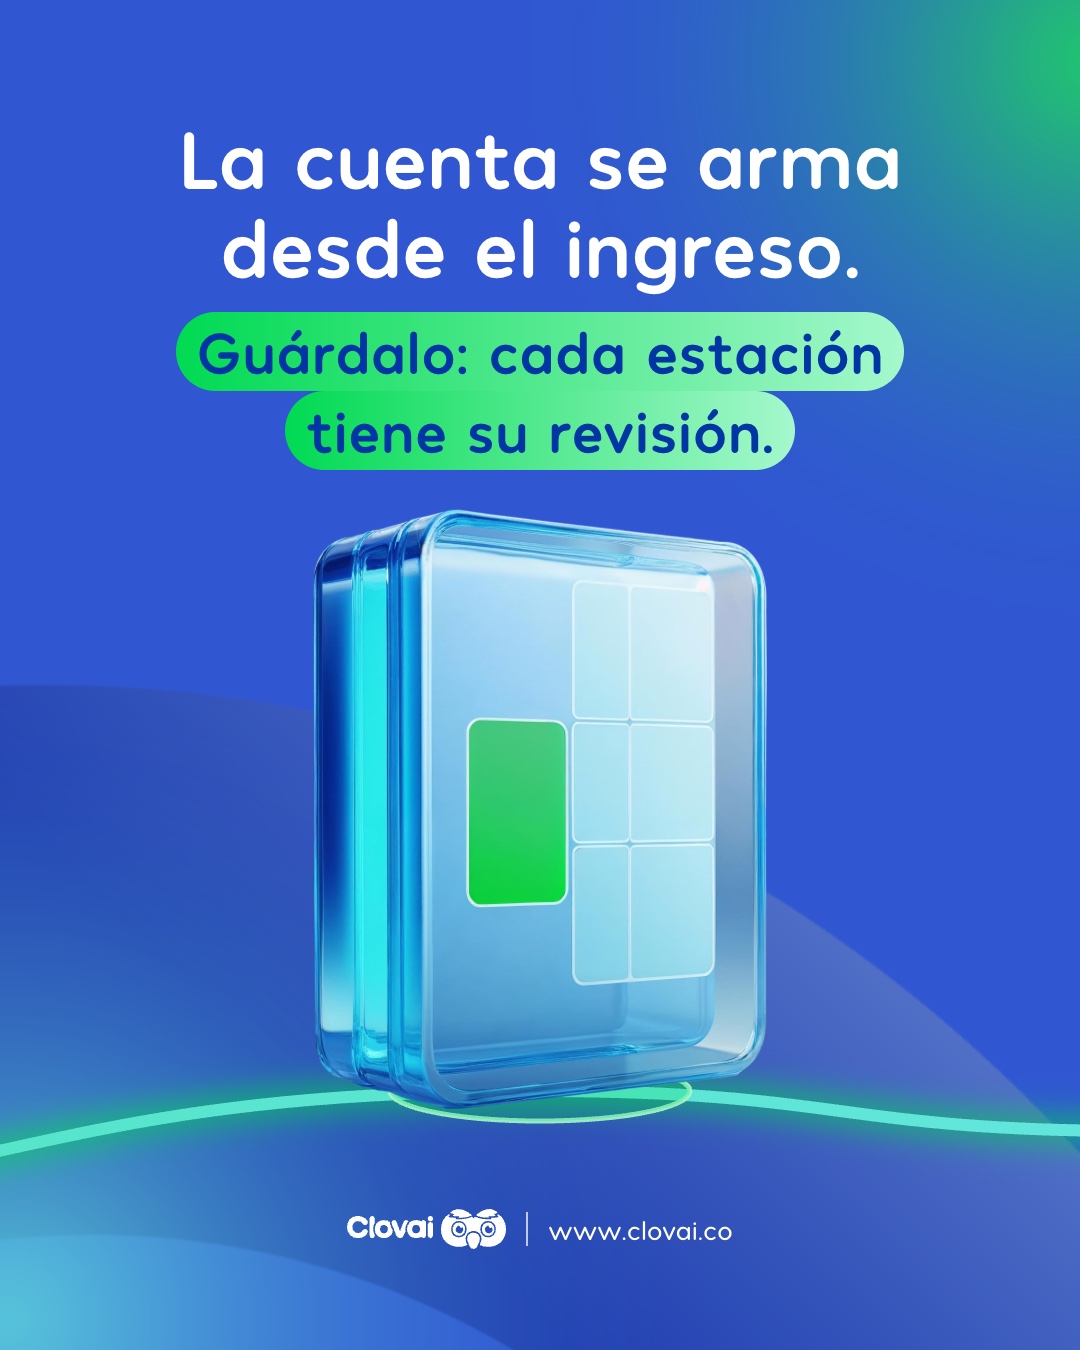 La cuenta se arma
desde el ingreso.
Guárdalo: cada estación
tiene su revisión.
Clovai | www.clovai.co